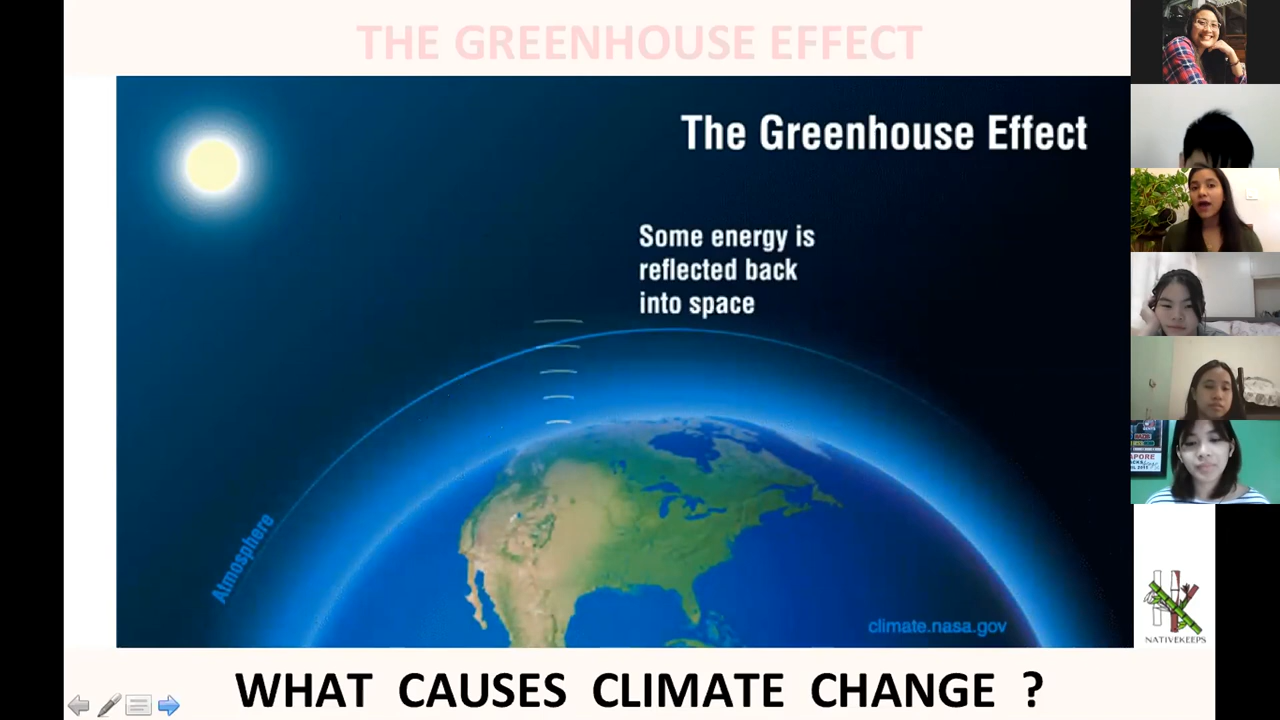 THE GREENHOUSE EFFECT
The Greenhouse Effect
Some energy is
reflected back
into space
Atmosphere
climate.nasa.gov
NATIVEKEEPS
WHAT CAUSES CLIMATE CHANGE ?